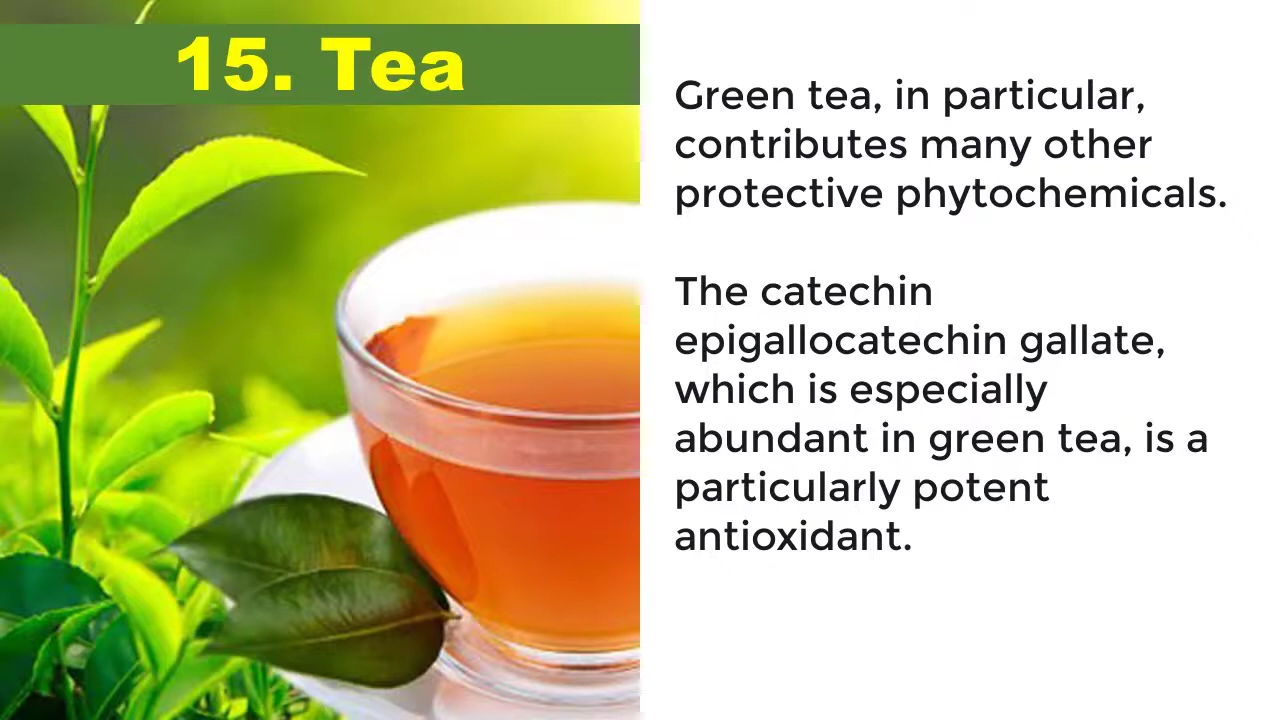 15. Tea
Green tea, in particular,
contributes many other
protective phytochemicals.
The catechin
epigallocatechin gallate,
which is especially
abundant in green tea, is a
particularly potent
antioxidant.